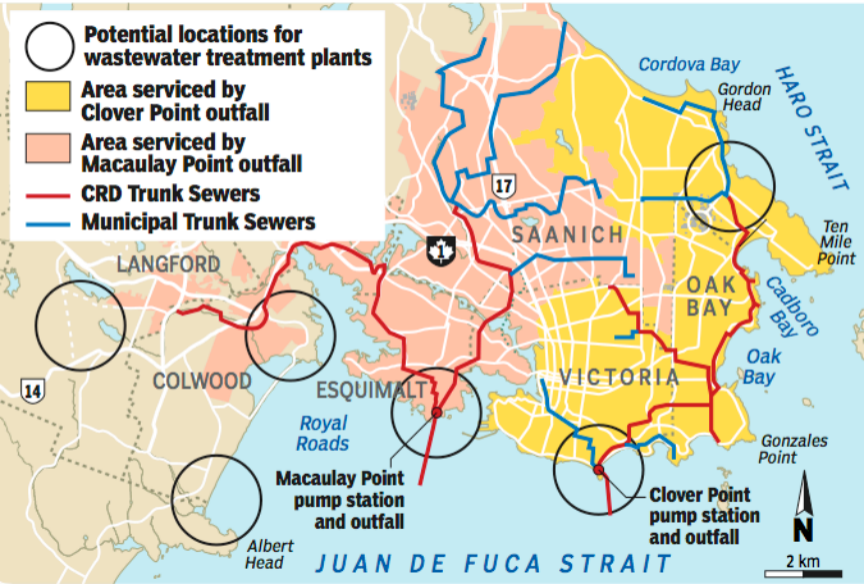 Potential locations for
wastewater treatment plants
Area serviced by
Clover Point outfall
Area serviced by
Macaulay Point outfall
CRD Trunk Sewers
Municipal Trunk Sewers
Cordova Bay
Gordon
Head
HARO STRAIT
17
1
SAANICH
Ten
Mile
Point
LANGFORD
OAK
BAY
Cadboro
Bay
Oak
Bay
14
COLWOOD
ESQUIMALT
VICTORIA
Royal
Roads
Gonzales
Point
Macaulay Point
pump station
and outfall
Clover Point
pump station
and outfall
N
Albert
Head
JUAN DE FUCA STRAIT
2 km